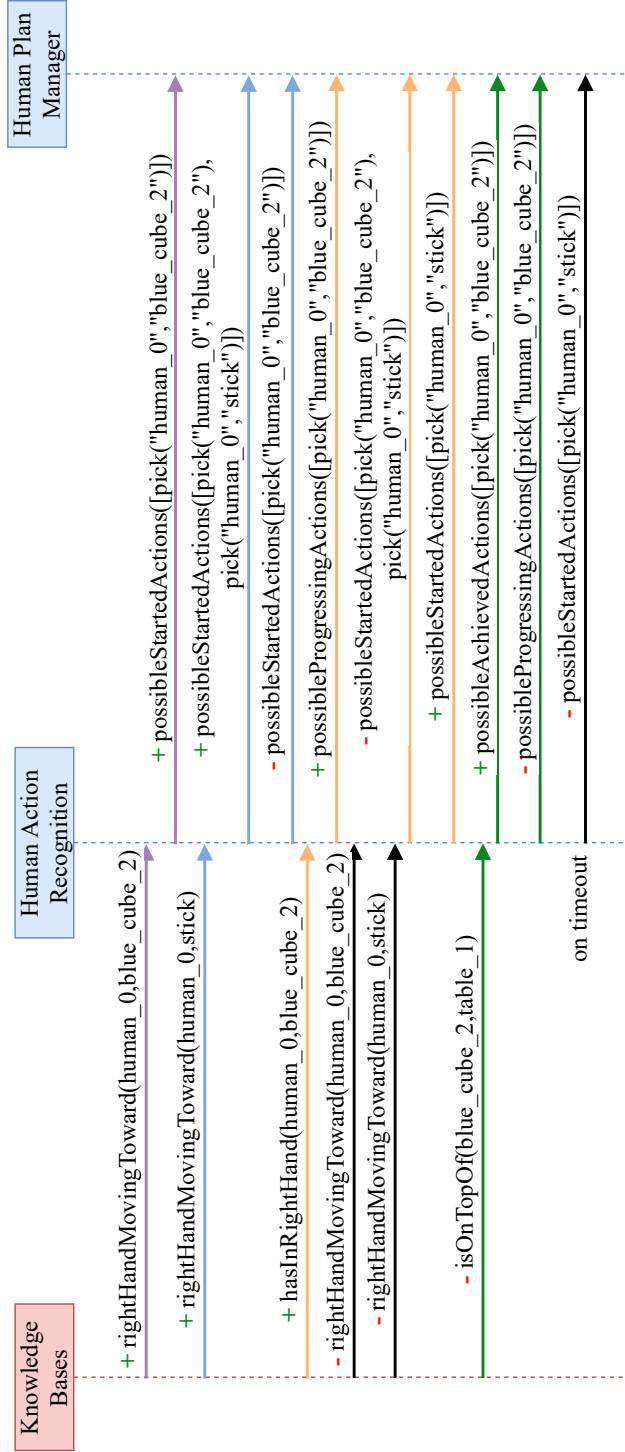 Knowledge
Bases
Human Action
Recognition
Human Plan
Manager
+ rightHandMovingToward(human_0,blue_cube_2)
+ possibleStartedActions([pick("human_0","blue_cube_2")])
+ rightHandMovingToward(human_0,stick)
+ possibleStartedActions([pick("human_0","blue_cube_2"),
pick("human_0","stick")])
- possibleStartedActions([pick("human_0","blue_cube_2")])
+ hasInRightHand(human_0,blue_cube_2)
+ possibleProgressingActions([pick("human_0","blue_cube_2")])
- rightHandMovingToward(human_0,blue_cube_2)
- rightHandMovingToward(human_0,stick)
- possibleStartedActions([pick("human_0","blue_cube_2"),
pick("human_0","stick")])
+ possibleStartedActions([pick("human_0","stick")])
- isOnTopOf(blue_cube_2,table_1)
+ possibleAchievedActions([pick("human_0","blue_cube_2")])
- possibleProgressingActions([pick("human_0","blue_cube_2")])
on timeout
- possibleStartedActions([pick("human_0","stick")])